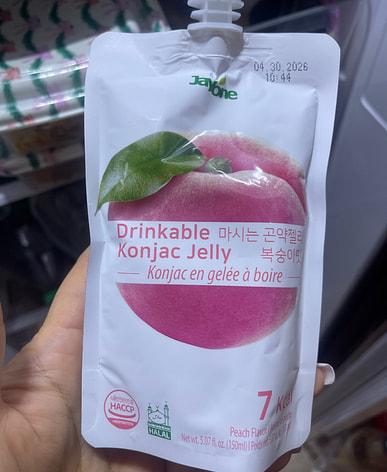 04.30.2026
10:44
Jayone
Drinkable 마시는 곤약젤리
Konjac Jelly 복숭아맛
Konjac en gelée à boire
7 Kcal
HACCP
HALAL
Peach Flavor
Net wt. 5.07 fl.oz. (150ml)